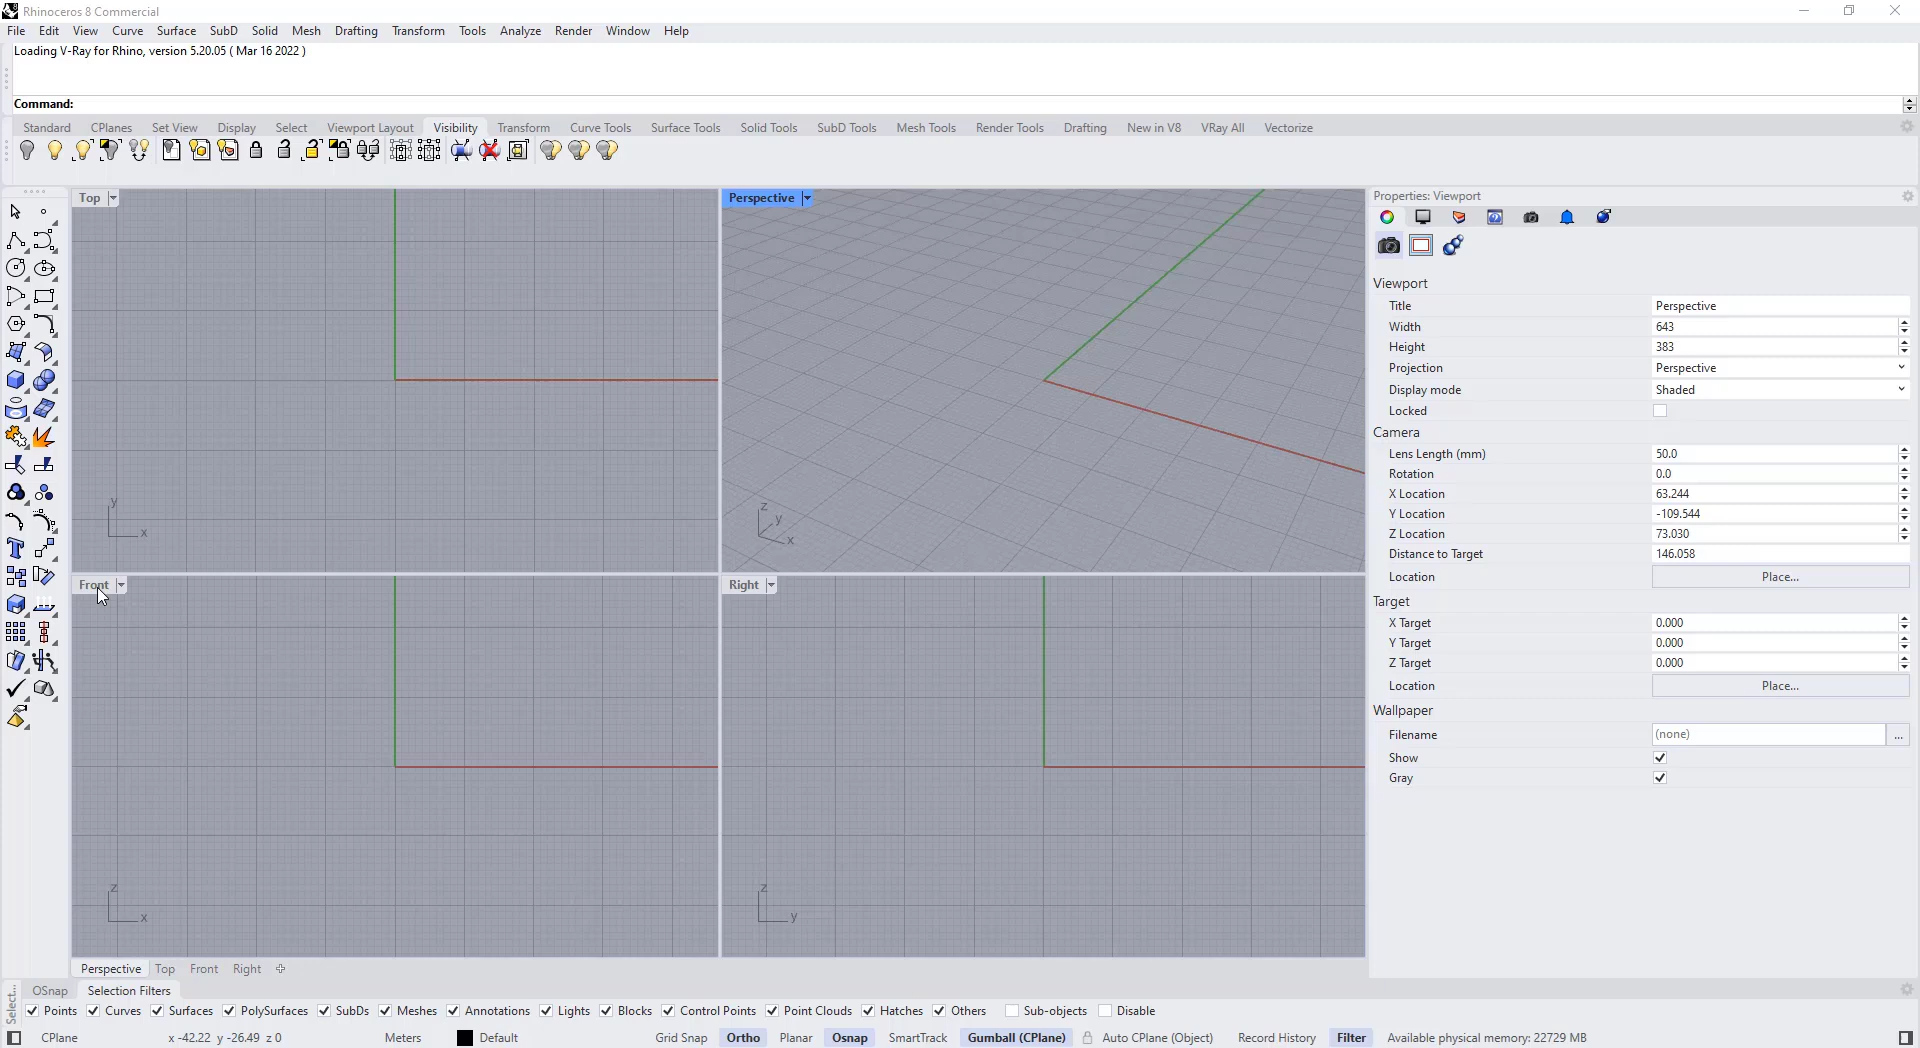 Rhinoceros 8 Commercial
File Edit View Curve Surface SubD Solid Mesh Drafting Transform Tools Analyze Render Window Help
Loading V-Ray for Rhino, version 5.20.05 ( Mar 16 2022 )
Command:
Standard CPlanes Set View Display Select Viewport Layout Visibility Transform Curve Tools Surface Tools Solid Tools SubD Tools Mesh Tools Render Tools Drafting New in V8 VRay All Vectorize
Top
y
x
Perspective
z
y
x
Front
z
x
Right
z
y
Properties: Viewport
Viewport
Title Perspective
Width 643
Height 383
Projection Perspective
Display mode Shaded
Locked
Camera
Lens Length (mm) 50.0
Rotation 0.0
X Location 63.244
Y Location -109.544
Z Location 73.030
Distance to Target 146.058
Location Place...
Target
X Target 0.000
Y Target 0.000
Z Target 0.000
Location Place...
Wallpaper
Filename (none) ...
Show
Gray
Perspective Top Front Right
Select...
OSnap Selection Filters
Points Curves Surfaces PolySurfaces SubDs Meshes Annotations Lights Blocks Control Points Point Clouds Hatches Others Sub-objects Disable
CPlane x -42.22 y -26.49 z 0 Meters Default Grid Snap Ortho Planar Osnap SmartTrack Gumball (CPlane) Auto CPlane (Object) Record History Filter Available physical memory: 22729 MB